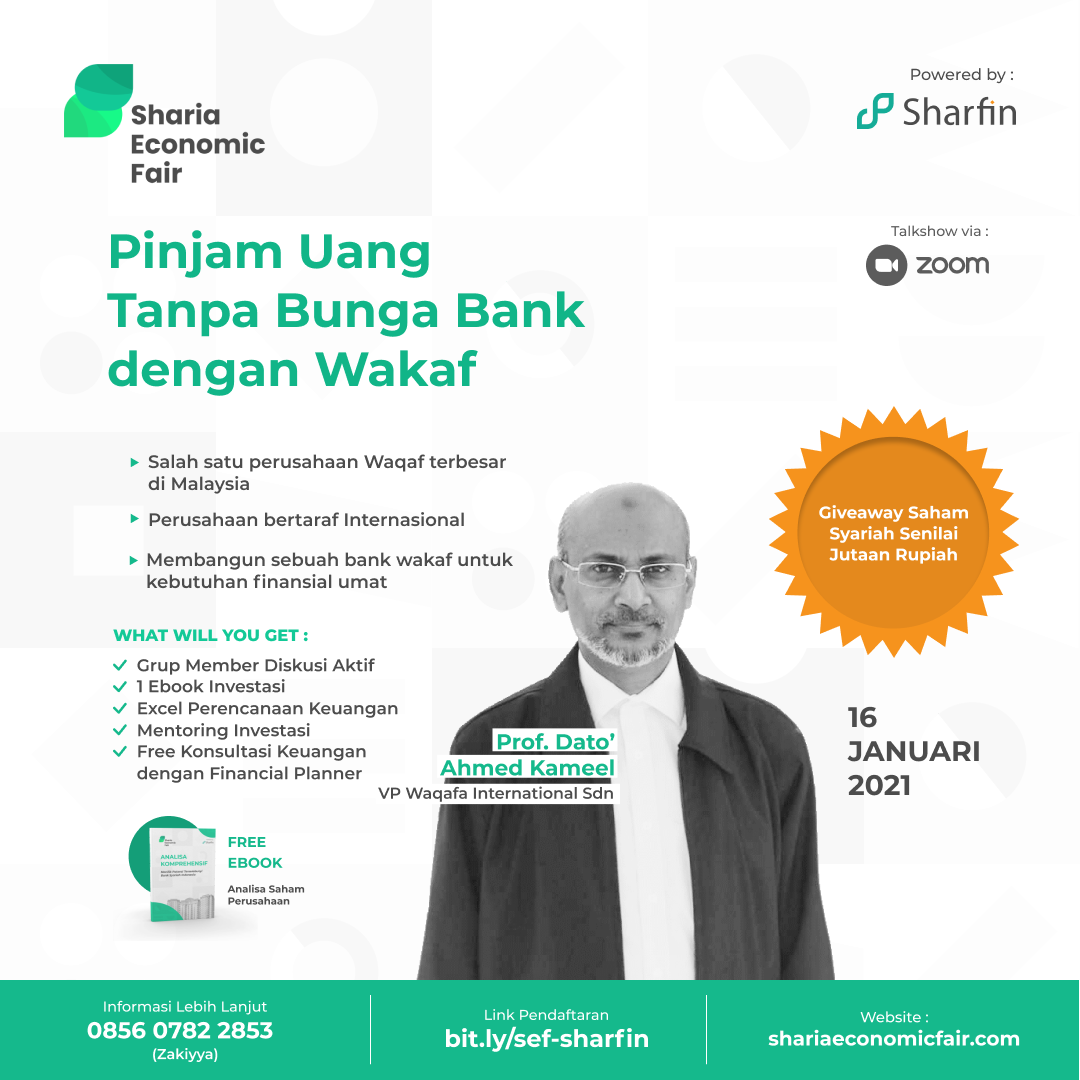 Sharia
Economic
Fair
Powered by :
Sharfin
Talkshow via :
zoom
Pinjam Uang
Tanpa Bunga Bank
dengan Wakaf
Salah satu perusahaan Waqaf terbesar
di Malaysia
Perusahaan bertaraf Internasional
Membangun sebuah bank wakaf untuk
kebutuhan finansial umat
Giveaway Saham
Syariah Senilai
Jutaan Rupiah
WHAT WILL YOU GET :
Grup Member Diskusi Aktif
1 Ebook Investasi
Excel Perencanaan Keuangan
Mentoring Investasi
Free Konsultasi Keuangan
dengan Financial Planner
Prof. Dato’
Ahmed Kameel
VP Waqafa International Sdn
16
JANUARI
2021
ANALISA
KOMPREHENSIF
FREE
EBOOK
Analisa Saham
Perusahaan
Informasi Lebih Lanjut
0856 0782 2853
(Zakiyya)
Link Pendaftaran
bit.ly/sef-sharfin
Website :
shariaeconomicfair.com